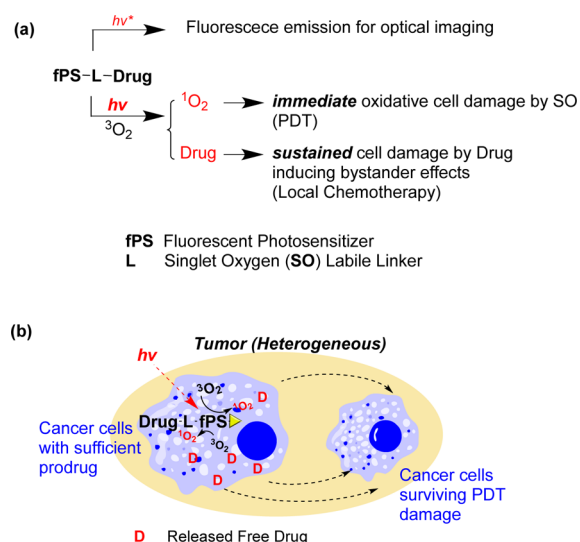 (a)
hv*
Fluorescece emission for optical imaging
fPS-L-Drug
hv
³O₂
¹O₂
immediate oxidative cell damage by SO
(PDT)
Drug
sustained cell damage by Drug
inducing bystander effects
(Local Chemotherapy)
fPS Fluorescent Photosensitizer
L Singlet Oxygen (SO) Labile Linker
(b)
Tumor (Heterogeneous)
hv
³O₂
¹O₂
D
Drug-L-fPS
¹O₂
³O₂
D
D
D
D
D
Cancer cells
with sufficient
prodrug
Cancer cells
surviving PDT
damage
D Released Free Drug